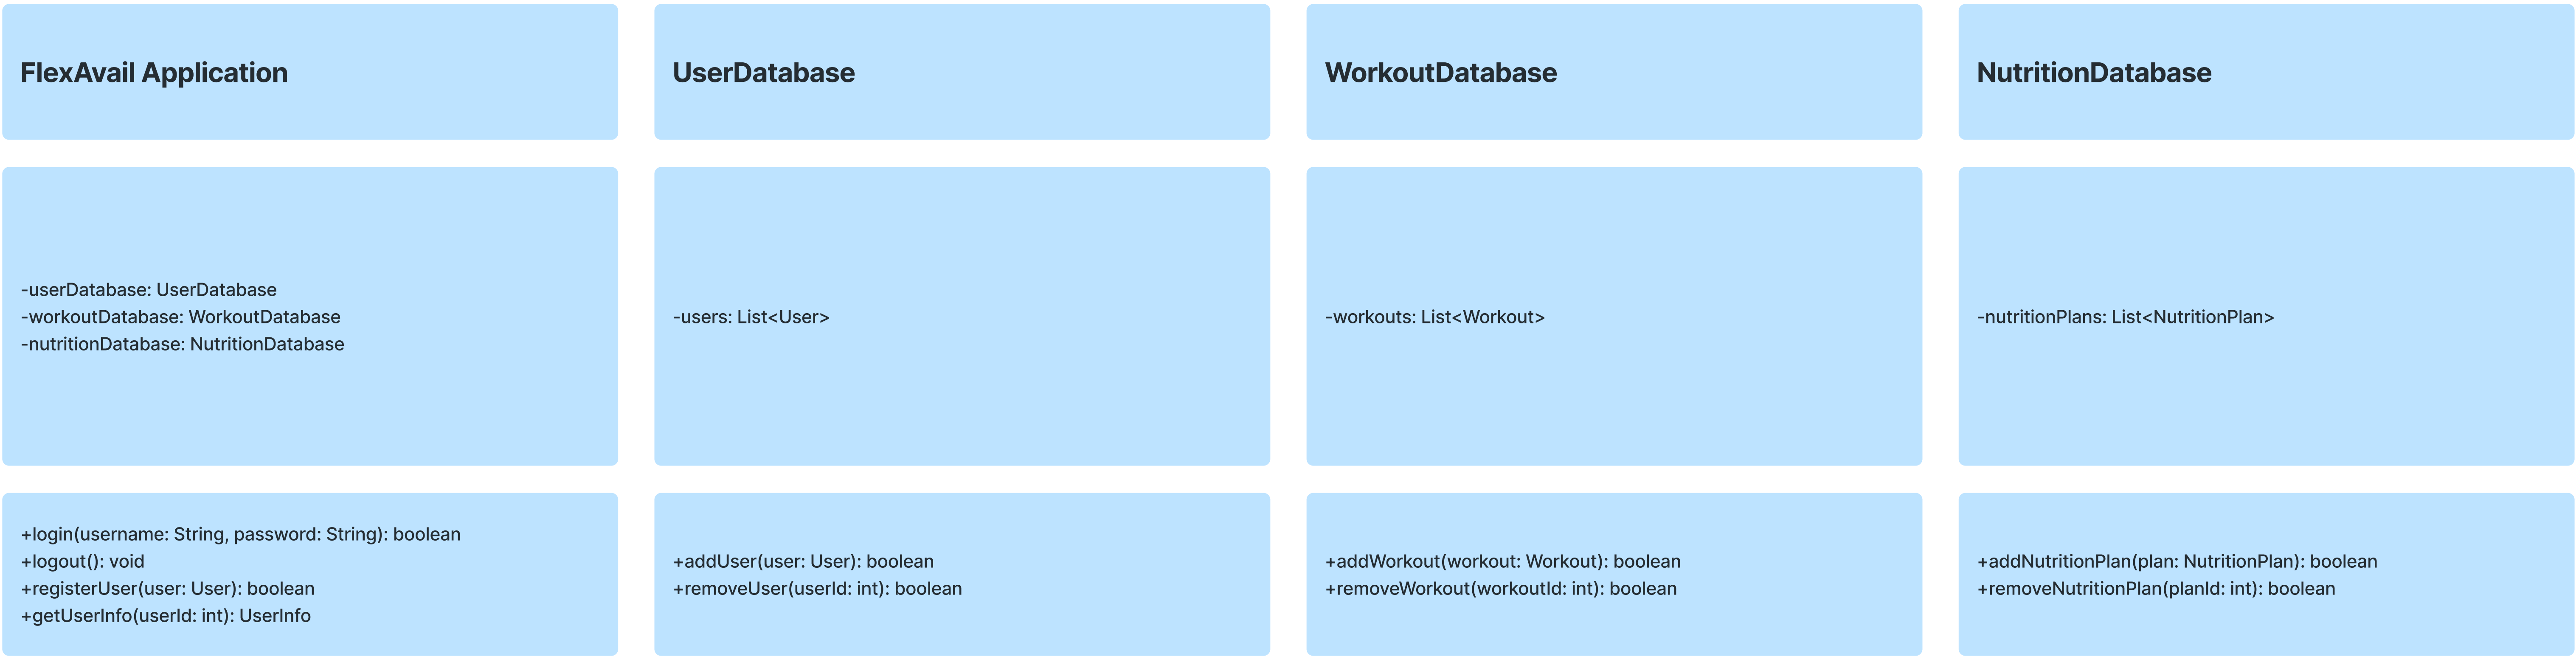 FlexAvail Application
-userDatabase: UserDatabase
-workoutDatabase: WorkoutDatabase
-nutritionDatabase: NutritionDatabase
+login(username: String, password: String): boolean
+logout(): void
+registerUser(user: User): boolean
+getUserInfo(userId: int): UserInfo
UserDatabase
-users: List<User>
+addUser(user: User): boolean
+removeUser(userId: int): boolean
WorkoutDatabase
-workouts: List<Workout>
+addWorkout(workout: Workout): boolean
+removeWorkout(workoutId: int): boolean
NutritionDatabase
-nutritionPlans: List<NutritionPlan>
+addNutritionPlan(plan: NutritionPlan): boolean
+removeNutritionPlan(planId: int): boolean